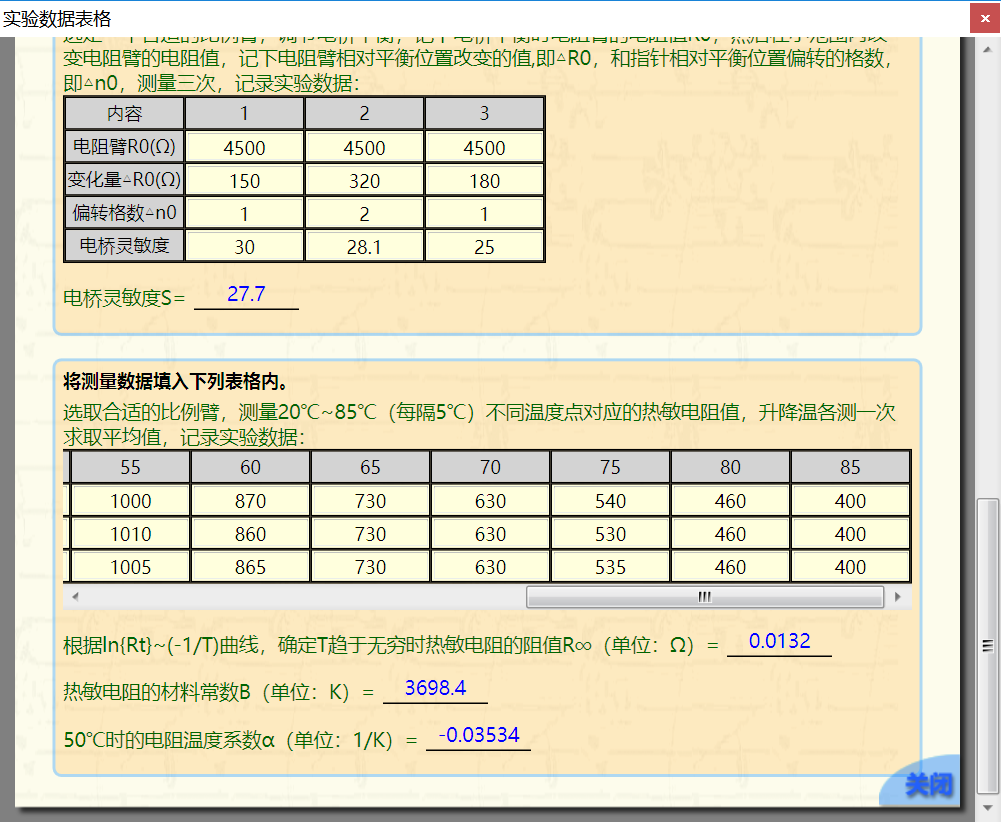 实验数据表格
变电阻臂的电阻值，记下电阻臂相对平衡位置改变的值,即△R0，和指针相对平衡位置偏转的格数，
即△n0，测量三次，记录实验数据：
内容 1 2 3
电阻臂R0(Ω) 4500 4500 4500
变化量△R0(Ω) 150 320 180
偏转格数△n0 1 2 1
电桥灵敏度 30 28.1 25
电桥灵敏度S= 27.7
将测量数据填入下列表格内。
选取合适的比例臂，测量20℃~85℃（每隔5℃）不同温度点对应的热敏电阻值，升降温各测一次
求取平均值，记录实验数据：
55 60 65 70 75 80 85
1000 870 730 630 540 460 400
1010 860 730 630 530 460 400
1005 865 730 630 535 460 400
根据ln{Rt}~(-1/T)曲线，确定T趋于无穷时热敏电阻的阻值R∞（单位：Ω）= 0.0132
热敏电阻的材料常数B（单位：K）= 3698.4
50℃时的电阻温度系数α（单位：1/K）= -0.03534
关闭